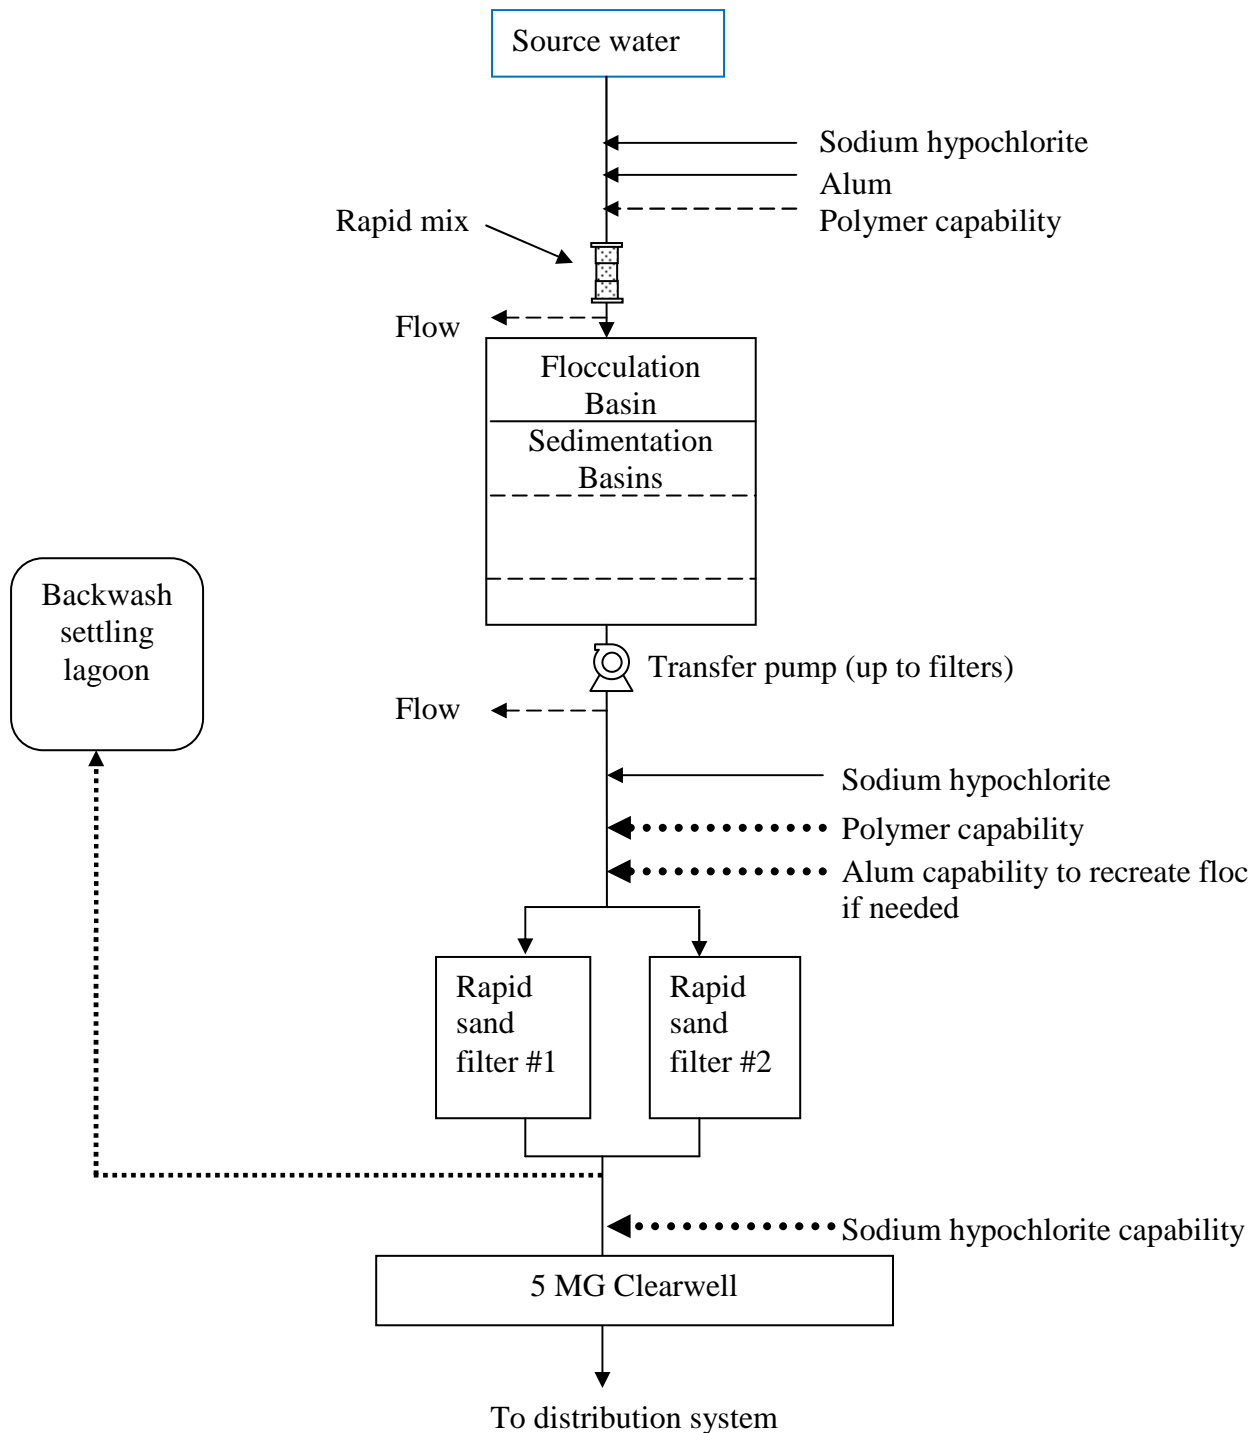 Source water
Sodium hypochlorite
Alum
Polymer capability
Rapid mix
Flow
Flocculation
Basin
Sedimentation
Basins
Backwash
settling
lagoon
Transfer pump (up to filters)
Flow
Sodium hypochlorite
Polymer capability
Alum capability to recreate floc
if needed
Rapid
sand
filter #1
Rapid
sand
filter #2
Sodium hypochlorite capability
5 MG Clearwell
To distribution system